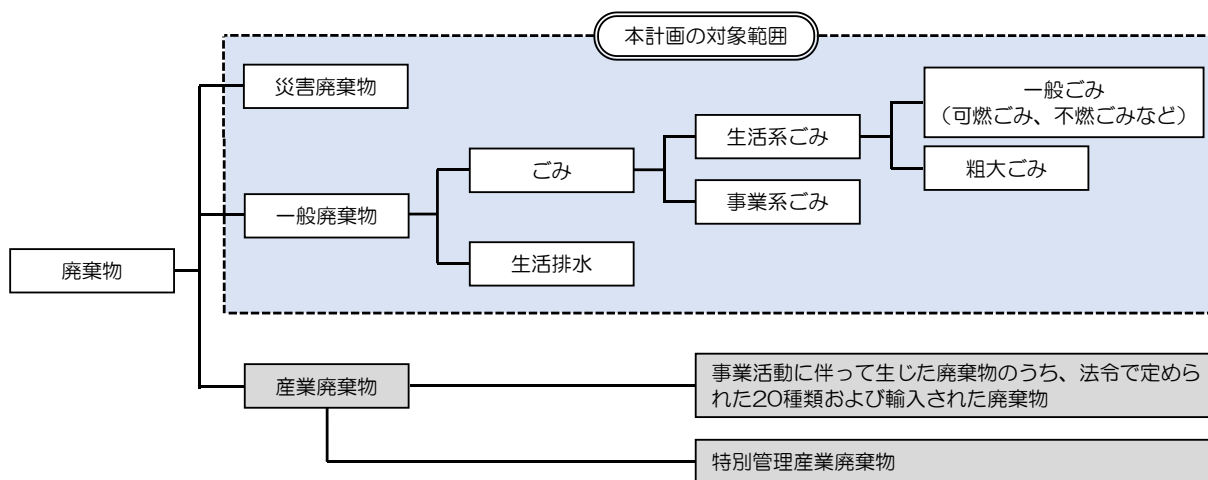 本計画の対象範囲
災害廃棄物
一般ごみ
（可燃ごみ、不燃ごみなど）
生活系ごみ
ごみ
粗大ごみ
事業系ごみ
一般廃棄物
生活排水
廃棄物
産業廃棄物
事業活動に伴って生じた廃棄物のうち、法令で定めら
れた20種類および輸入された廃棄物
特別管理産業廃棄物